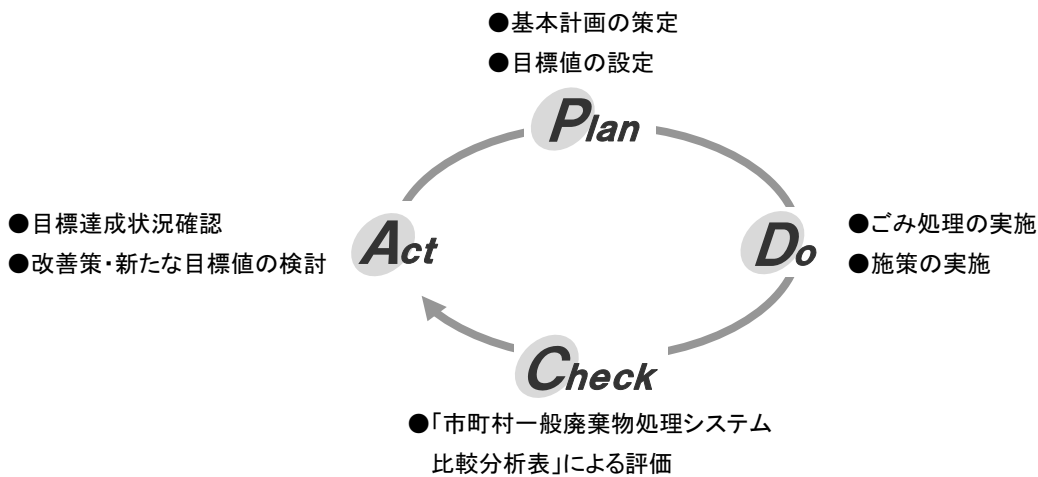 ●基本計画の策定
●目標値の設定
Plan
●目標達成状況確認
●改善策・新たな目標値の検討
Act
Do
●ごみ処理の実施
●施策の実施
Check
●「市町村一般廃棄物処理システム
比較分析表」による評価